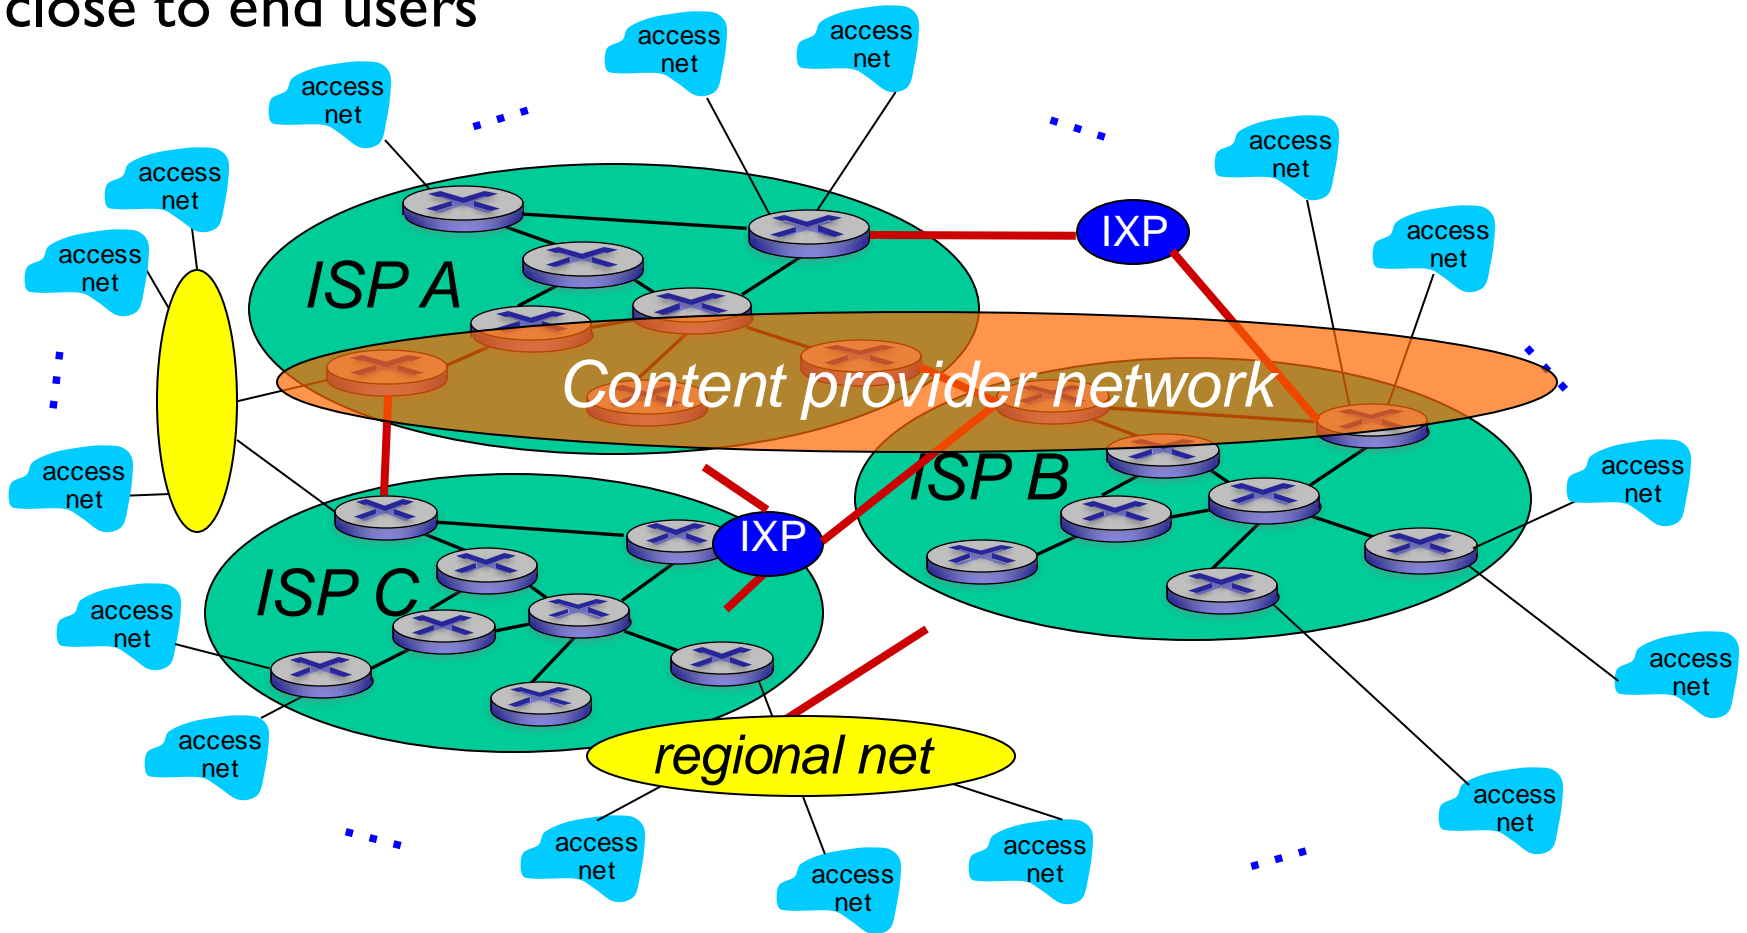 close to end users
access
net
access
net
access
net
access
net
access
net
access
net
access
net
access
net
IXP
ISP A
Content provider network
access
net
ISP B
access
net
IXP
ISP C
access
net
access
net
access
net
regional net
access
net
access
net
access
net
access
net